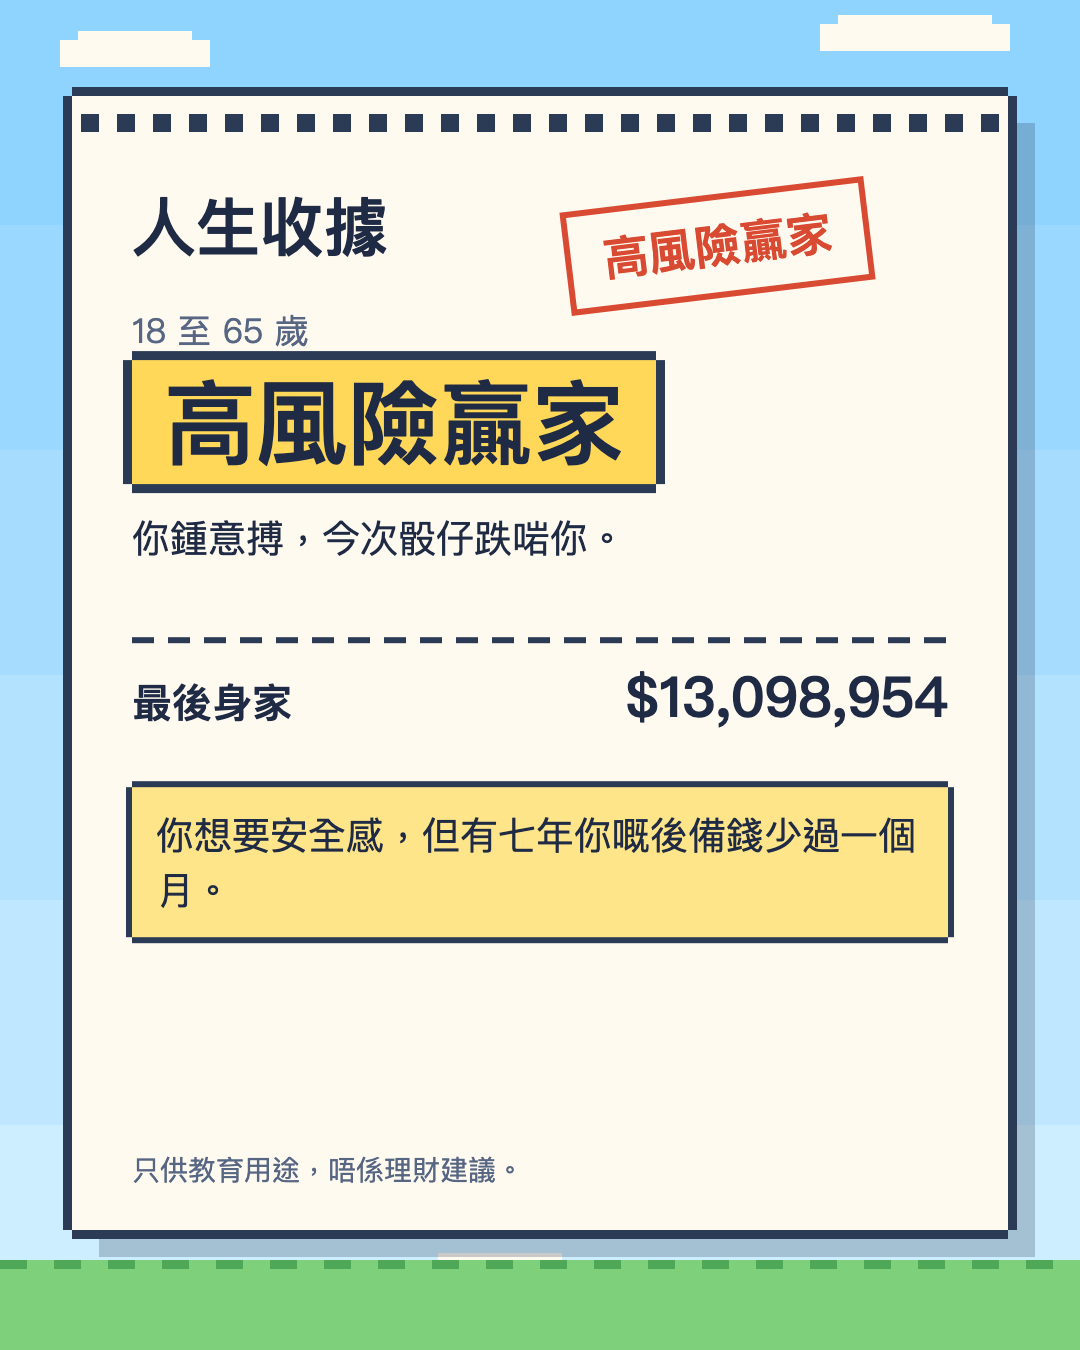 人生收據
高風險贏家
18 至 65 歲
高風險贏家
你鍾意搏，今次骰仔跌啱你。
最後身家
$13,098,954
你想要安全感，但有七年你嘅後備錢少過一個
月。
只供教育用途，唔係理財建議。